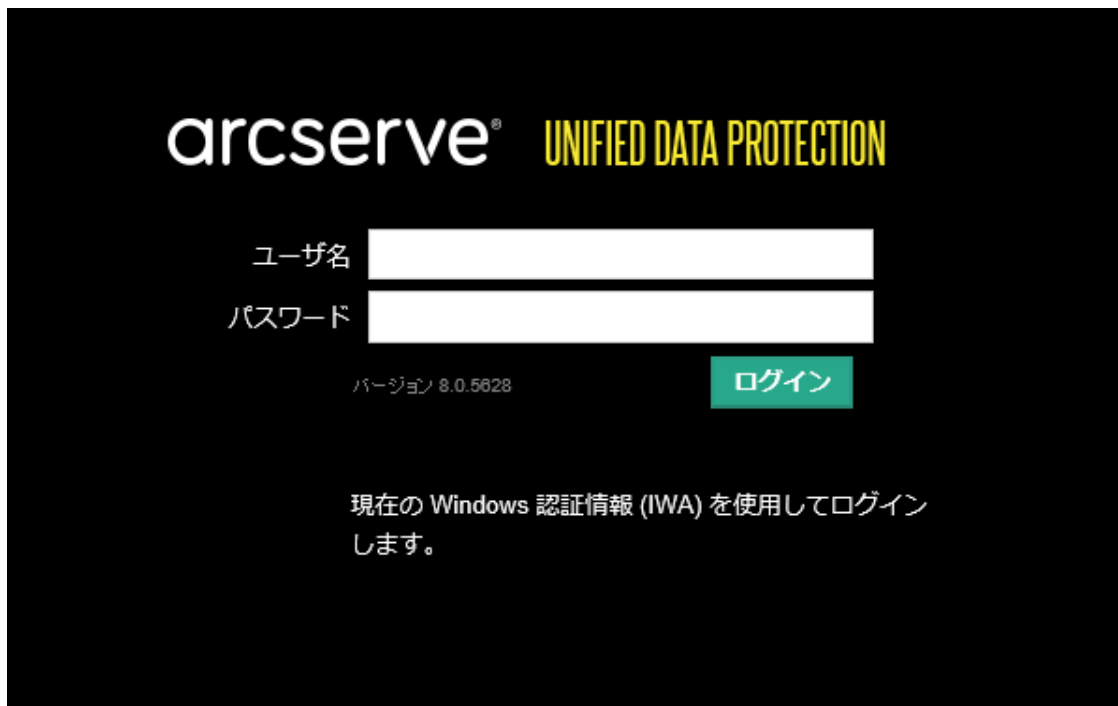 arcserve® UNIFIED DATA PROTECTION
ユーザ名
パスワード
バージョン 8.0.5628
ログイン
現在の Windows 認証情報 (IWA) を使用してログイン
します。